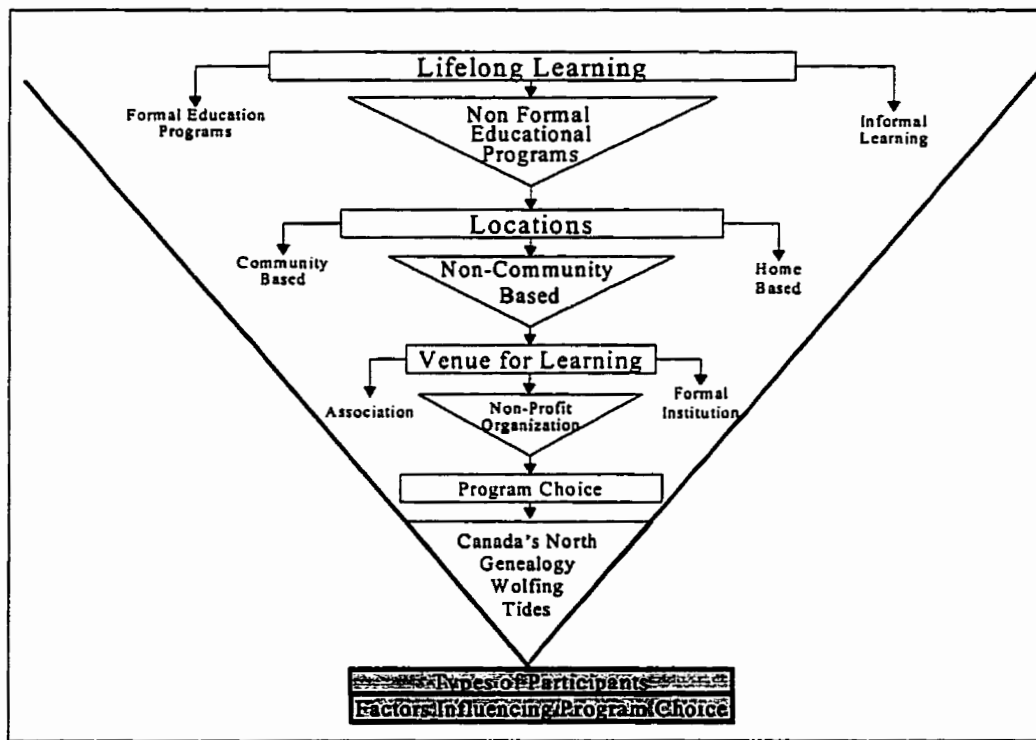 Lifelong Learning
Formal Education
Programs
Non Formal
Educational
Programs
Informal
Learning
Locations
Community
Based
Non-Community
Based
Home
Based
Venue for Learning
Association
Non-Profit
Organization
Formal
Institution
Program Choice
Canada's North
Genealogy
Wolfing
Tides
Types of Participants
Factors Influencing Program Choice